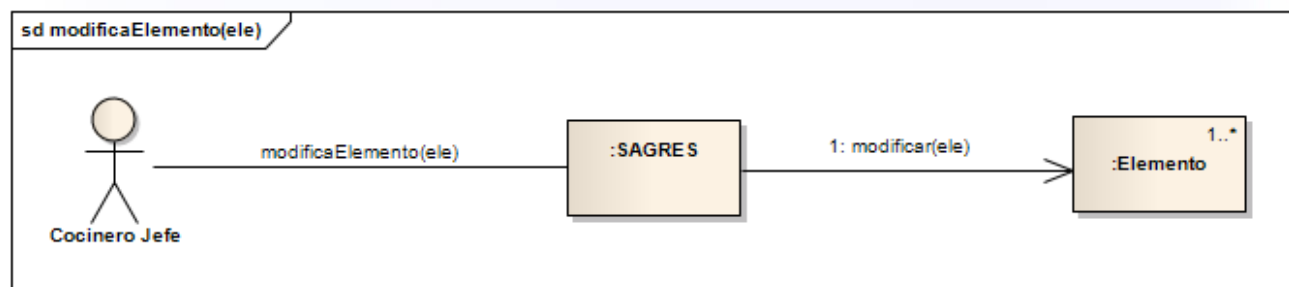 sd modificaElemento(ele)
modificaElemento(ele)
:SAGRES
1: modificar(ele)
1..*
:Elemento
Cocinero Jefe